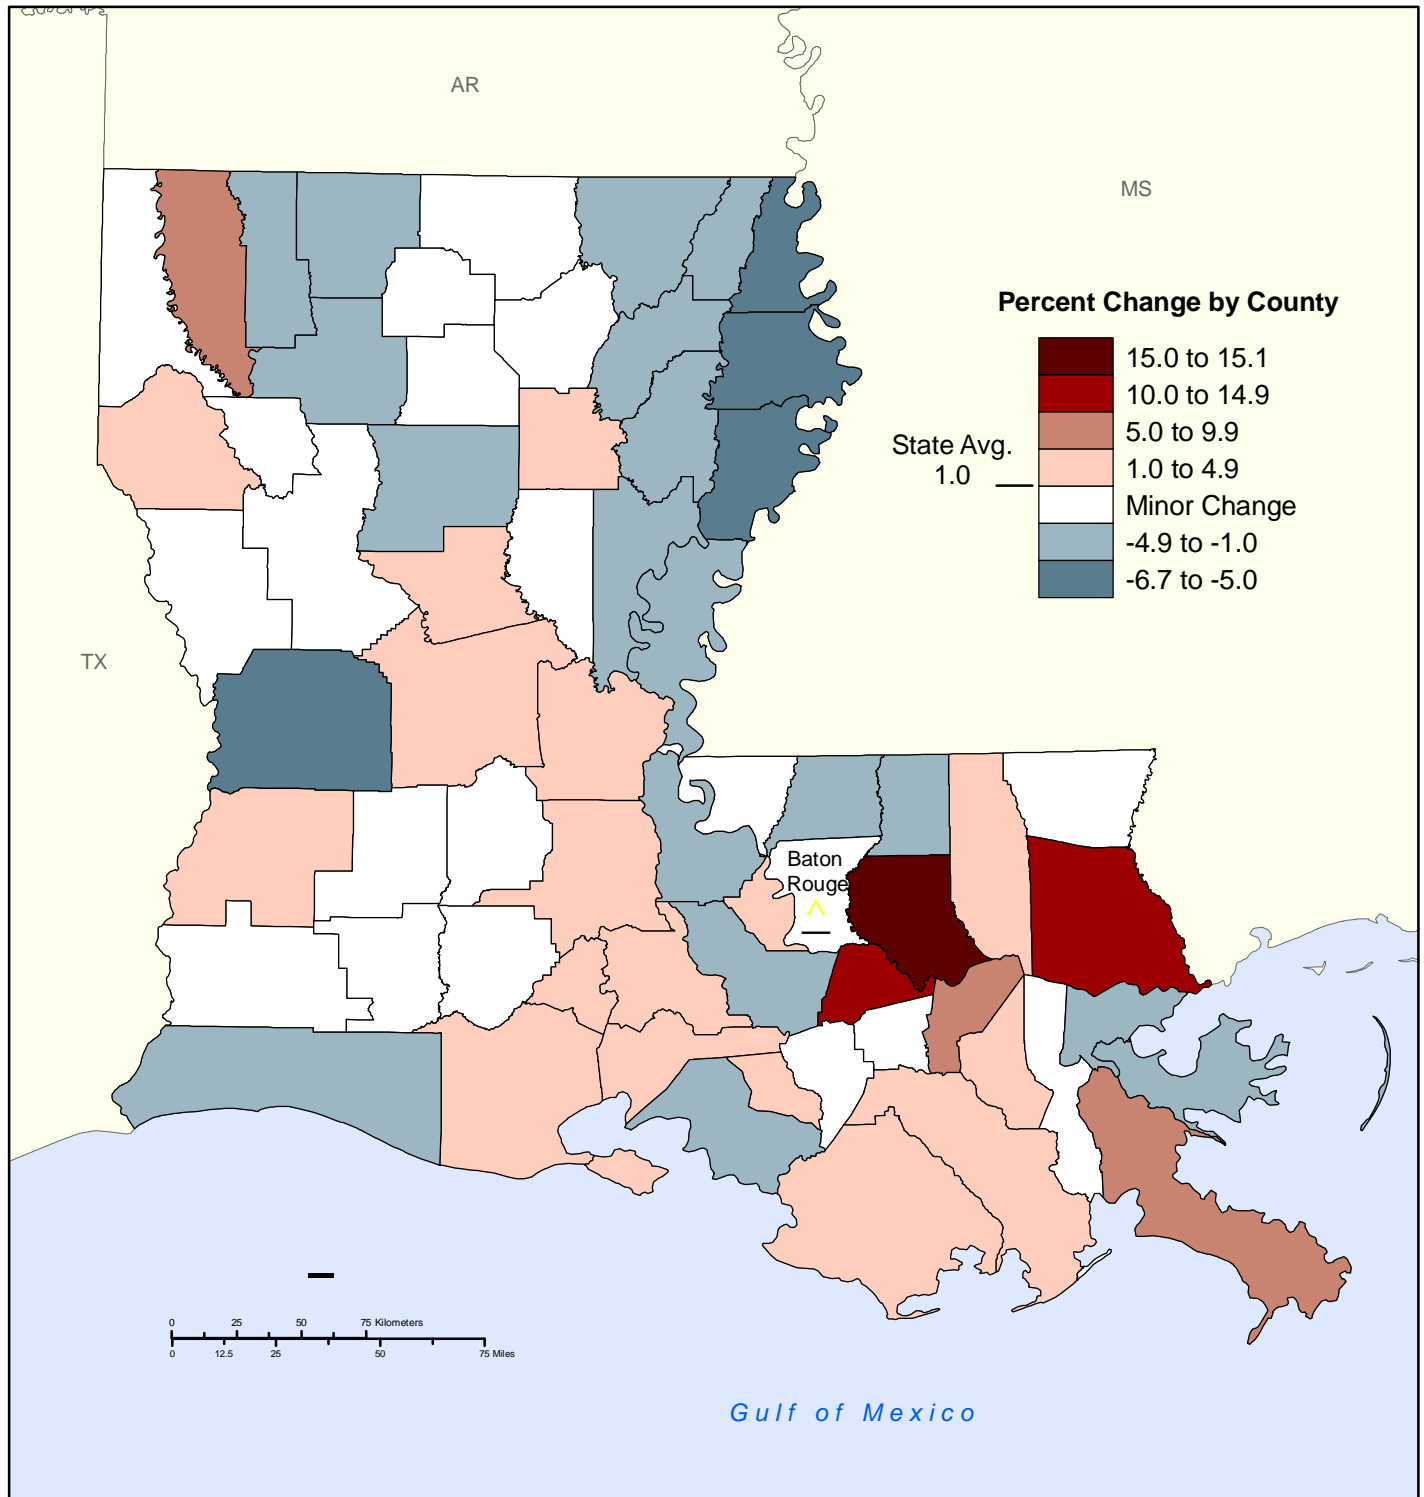 AR
MS
Percent Change by County
15.0 to 15.1
10.0 to 14.9
5.0 to 9.9
1.0 to 4.9
State Avg.
1.0
Minor Change
-4.9 to -1.0
-6.7 to -5.0
TX
Baton
Rouge
0 25 50 75 Kilometers
0 12.5 25 50 75 Miles
Gulf of Mexico